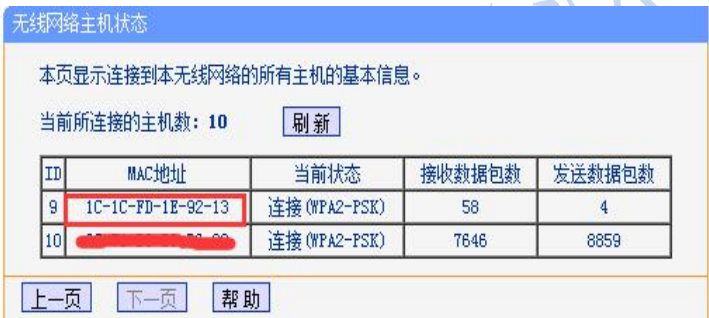 无线网络主机状态
本页显示连接到本无线网络的所有主机的基本信息。
当前所连接的主机数: 10 刷新
ID MAC地址 当前状态 接收数据包数 发送数据包数
9 1C-1C-FD-1E-92-13 连接(WPA2-PSK) 58 4
10 连接(WPA2-PSK) 7646 8859
上一页 下一页 帮助